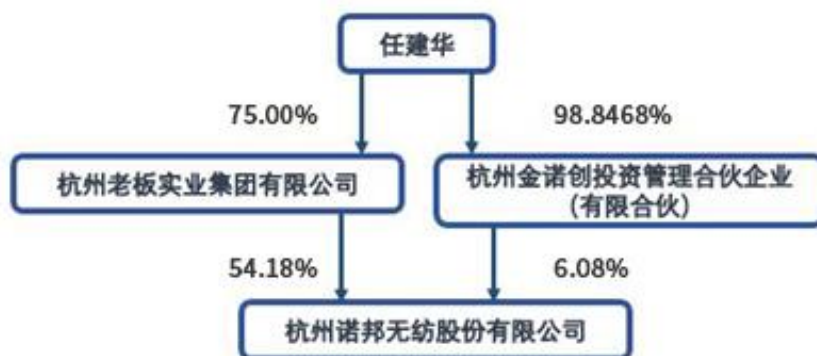 任建华
75.00%
98.8468%
杭州老板实业集团有限公司
杭州金诺创投资管理合伙企业
(有限合伙)
54.18%
6.08%
杭州诺邦无纺股份有限公司